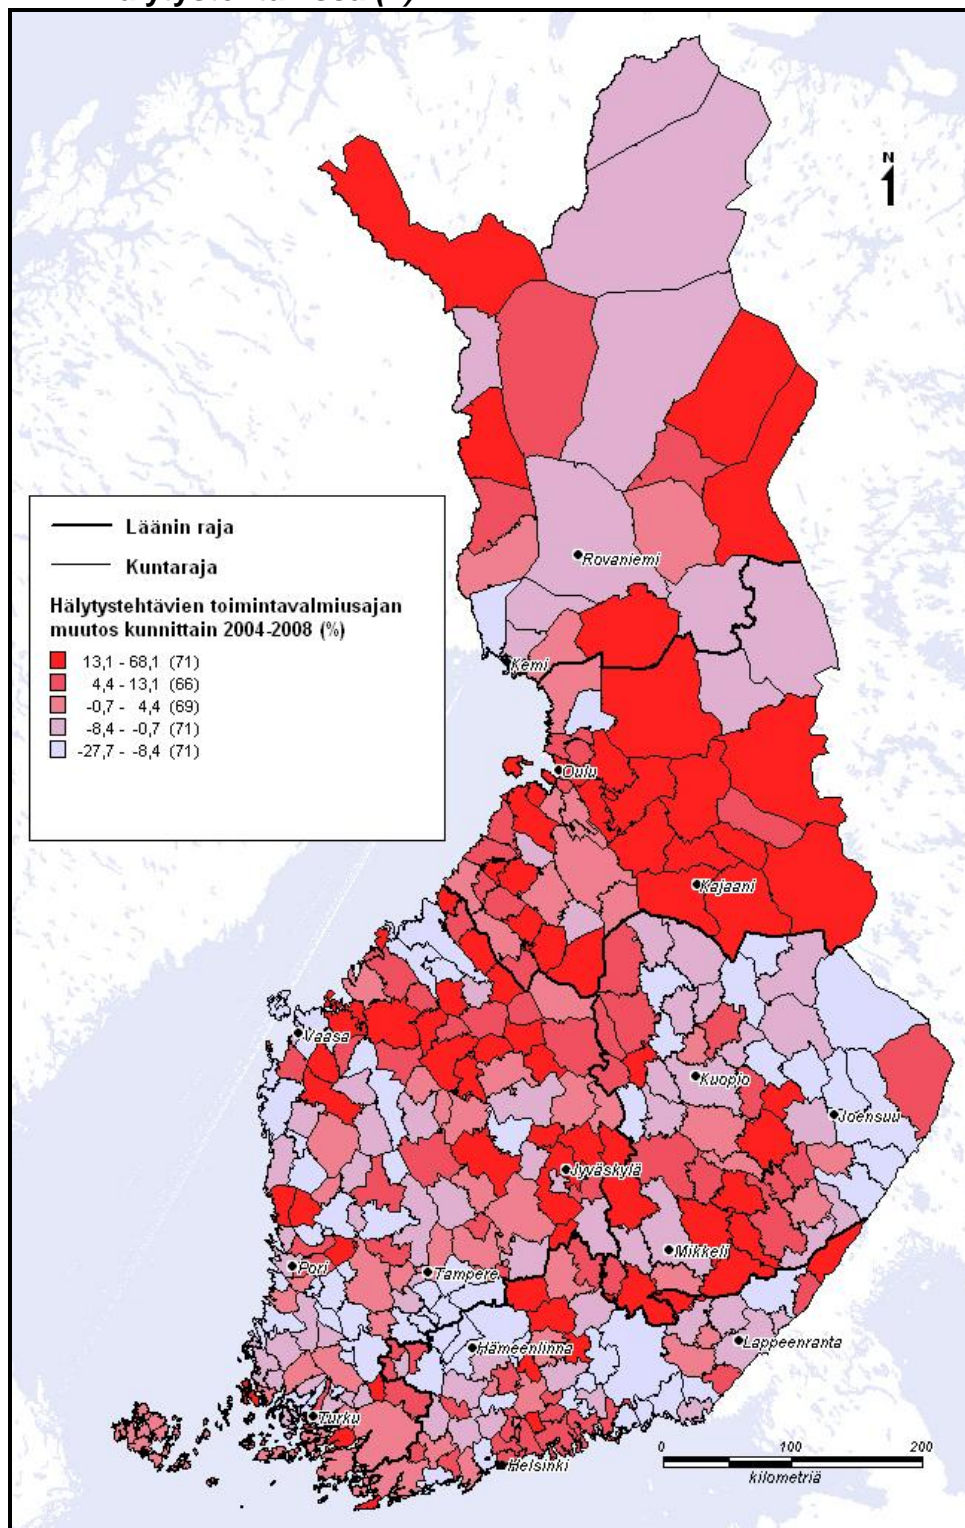 N
Läänin raja
Kuntaraja
Hälytystehtävien toimintavalmiusajan
muutos kunnittain 2004-2008 (%)
13,1 - 68,1 (71)
4,4 - 13,1 (66)
-0,7 - 4,4 (69)
-8,4 - -0,7 (71)
-27,7 - -8,4 (71)
Rovaniemi
Kemi
Oulu
Kajaani
Vaasa
Kuopio
Joensuu
Jyväskylä
Mikkeli
Pori
Tampere
Lappeenranta
Hämeenlinna
Turku
Helsinki
0 100 200
kilometriä